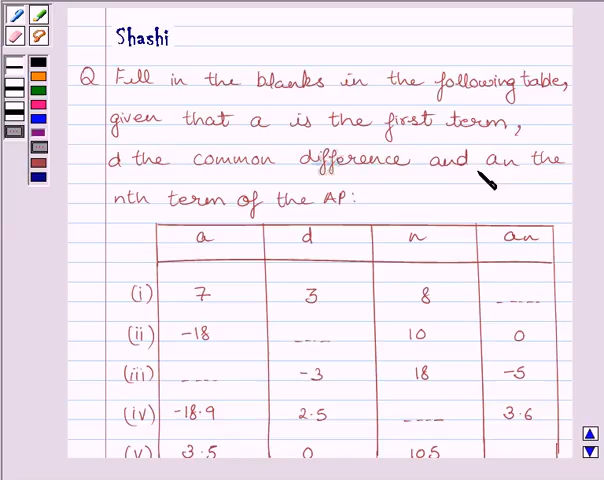 Shashi
Q Fill in the blanks in the following table,
given that a is the first term,
d the common difference and an the
nth term of the AP:
a d n an
(i) 7 3 8 ----
(ii) -18 ---- 10 0
(iii) ---- -3 18 -5
(iv) -18.9 2.5 ---- 3.6
(v) 3.5 0 105